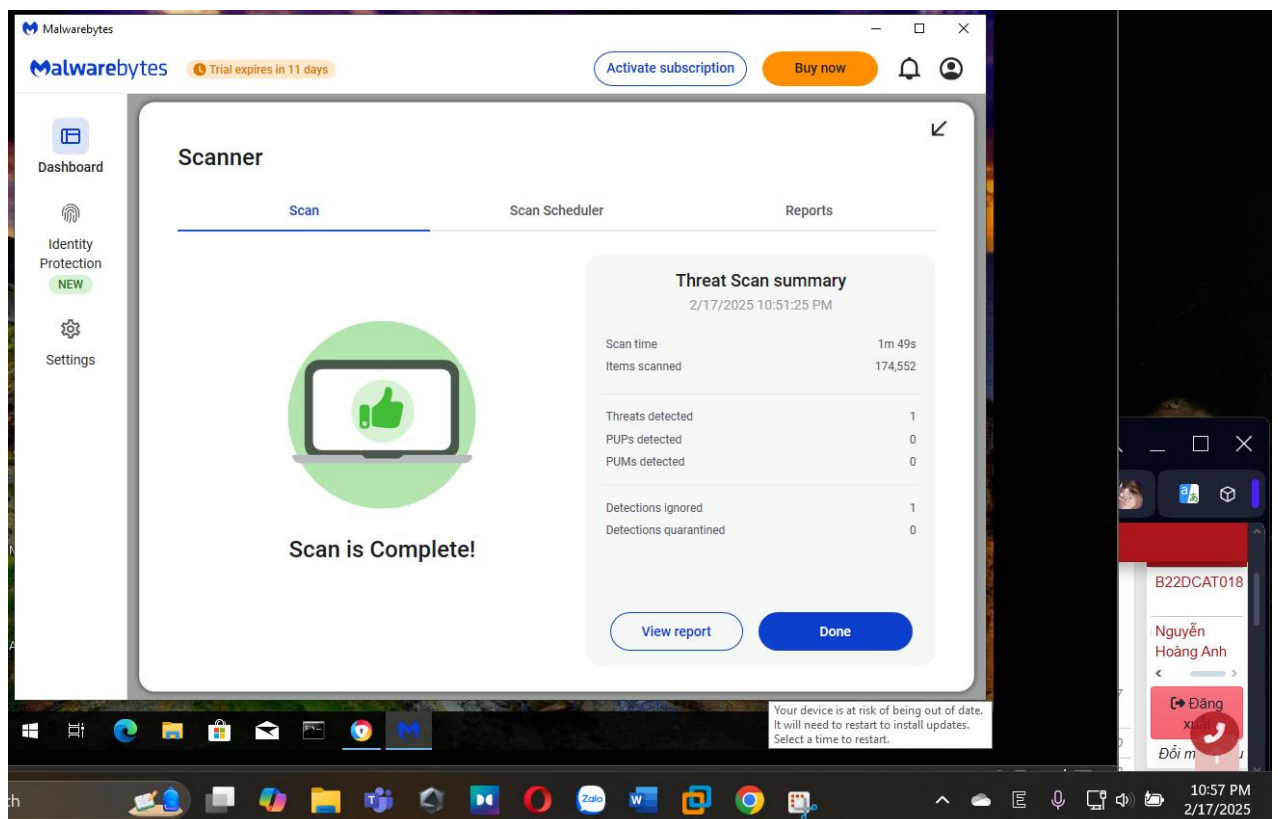 Malwarebytes
Malwarebytes
Trial expires in 11 days
Activate subscription
Buy now
Dashboard
Identity
Protection
NEW
Settings
Scanner
Scan
Scan Scheduler
Reports
Scan is Complete!
Threat Scan summary
2/17/2025 10:51:25 PM
Scan time 1m 49s
Items scanned 174,552
Threats detected 1
PUPs detected 0
PUMs detected 0
Detections ignored 1
Detections quarantined 0
View report
Done
Your device is at risk of being out of date.
It will need to restart to install updates.
Select a time to restart.
B22DCAT018
Nguyễn
Hoàng Anh
Đăng
Đổi
Zalo
10:57 PM
2/17/2025